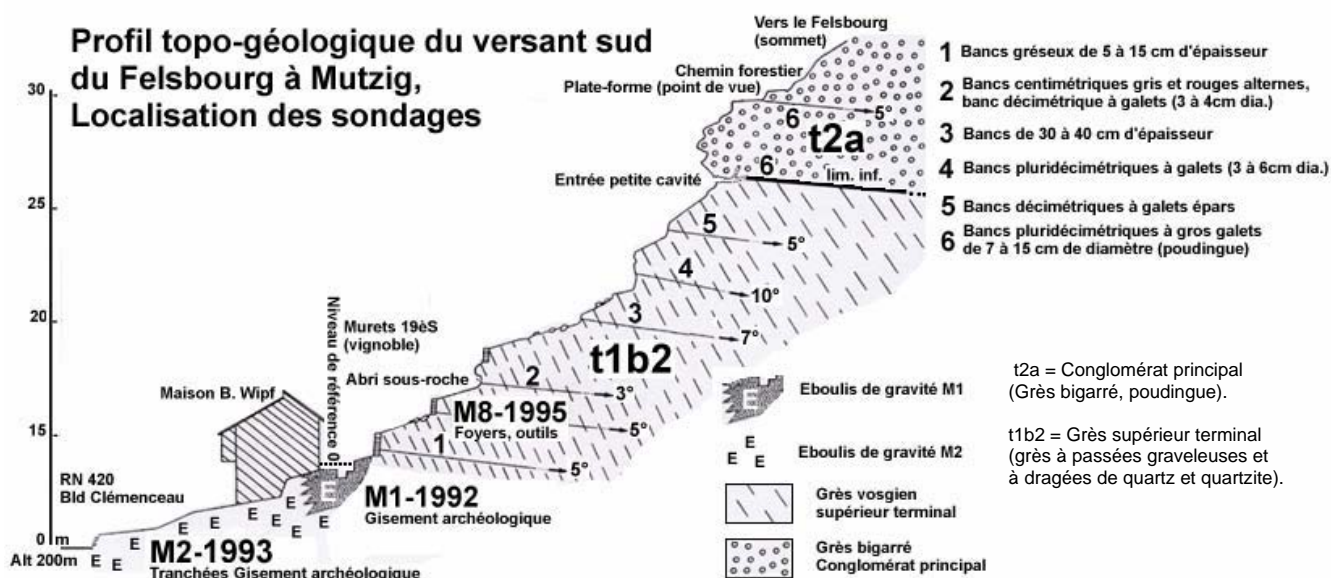 Profil topo-géologique du versant sud
du Felsbourg à Mutzig,
Localisation des sondages
Vers le Felsbourg
(sommet)
Chemin forestier
Plate-forme (point de vue)
Entrée petite cavité
30
25
20
15
0 m
Alt 200m
6
5°
t2a
6
lim. inf.
5
5°
4
10°
3
7°
t1b2
2
3°
5°
1
5°
Niveau de référence 0
Murets 19èS
(vignoble)
Abri sous-roche
Maison B. Wipf
M8-1995
Foyers, outils
RN 420
Bld Clémenceau
E
M1-1992
Gisement archéologique
E E E E E E E E E E E E E E
M2-1993
Tranchées Gisement archéologique
1 Bancs gréseux de 5 à 15 cm d'épaisseur
2 Bancs centimétriques gris et rouges alternes,
banc décimétrique à galets (3 à 4cm dia.)
3 Bancs de 30 à 40 cm d'épaisseur
4 Bancs pluridécimétriques à galets (3 à 6cm dia.)
5 Bancs décimétriques à galets épars
6 Bancs pluridécimétriques à gros galets
de 7 à 15 cm de diamètre (poudingue)
E
Eboulis de gravité M1
E
E E
Eboulis de gravité M2
Grès vosgien
supérieur terminal
Grès bigarré
Conglomérat principal
t2a = Conglomérat principal
(Grès bigarré, poudingue).
t1b2 = Grès supérieur terminal
(grès à passées graveleuses et
à dragées de quartz et quartzite).